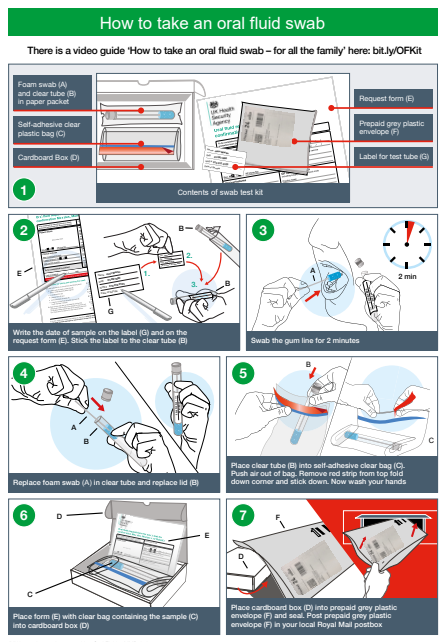 How to take an oral fluid swab
There is a video guide ‘How to take an oral fluid swab – for all the family’ here: bit.ly/OFKit
Foam swab (A)
and clear tube (B)
in paper packet
Self-adhesive clear
plastic bag (C)
Cardboard Box (D)
UK Health
Security
Agency
Request form (E)
Prepaid grey plastic
envelope (F)
Label for test tube (G)
1
Contents of swab test kit
2
E
G
B
1.
2.
3.
B
Write the date of sample on the label (G) and on the
request form (E). Stick the label to the clear tube (B)
3
A
2 min
Swab the gum line for 2 minutes
4
A
B
Replace foam swab (A) in clear tube and replace lid (B)
5
B
C
Place clear tube (B) into self-adhesive clear bag (C).
Push air out of bag. Remove red strip from top fold
down corner and stick down. Now wash your hands
6
D
E
C
Place form (E) with clear bag containing the sample (C)
into cardboard box (D)
7
F
D
Place cardboard box (D) into prepaid grey plastic
envelope (F) and seal. Post prepaid grey plastic
envelope (F) in your local Royal Mail postbox